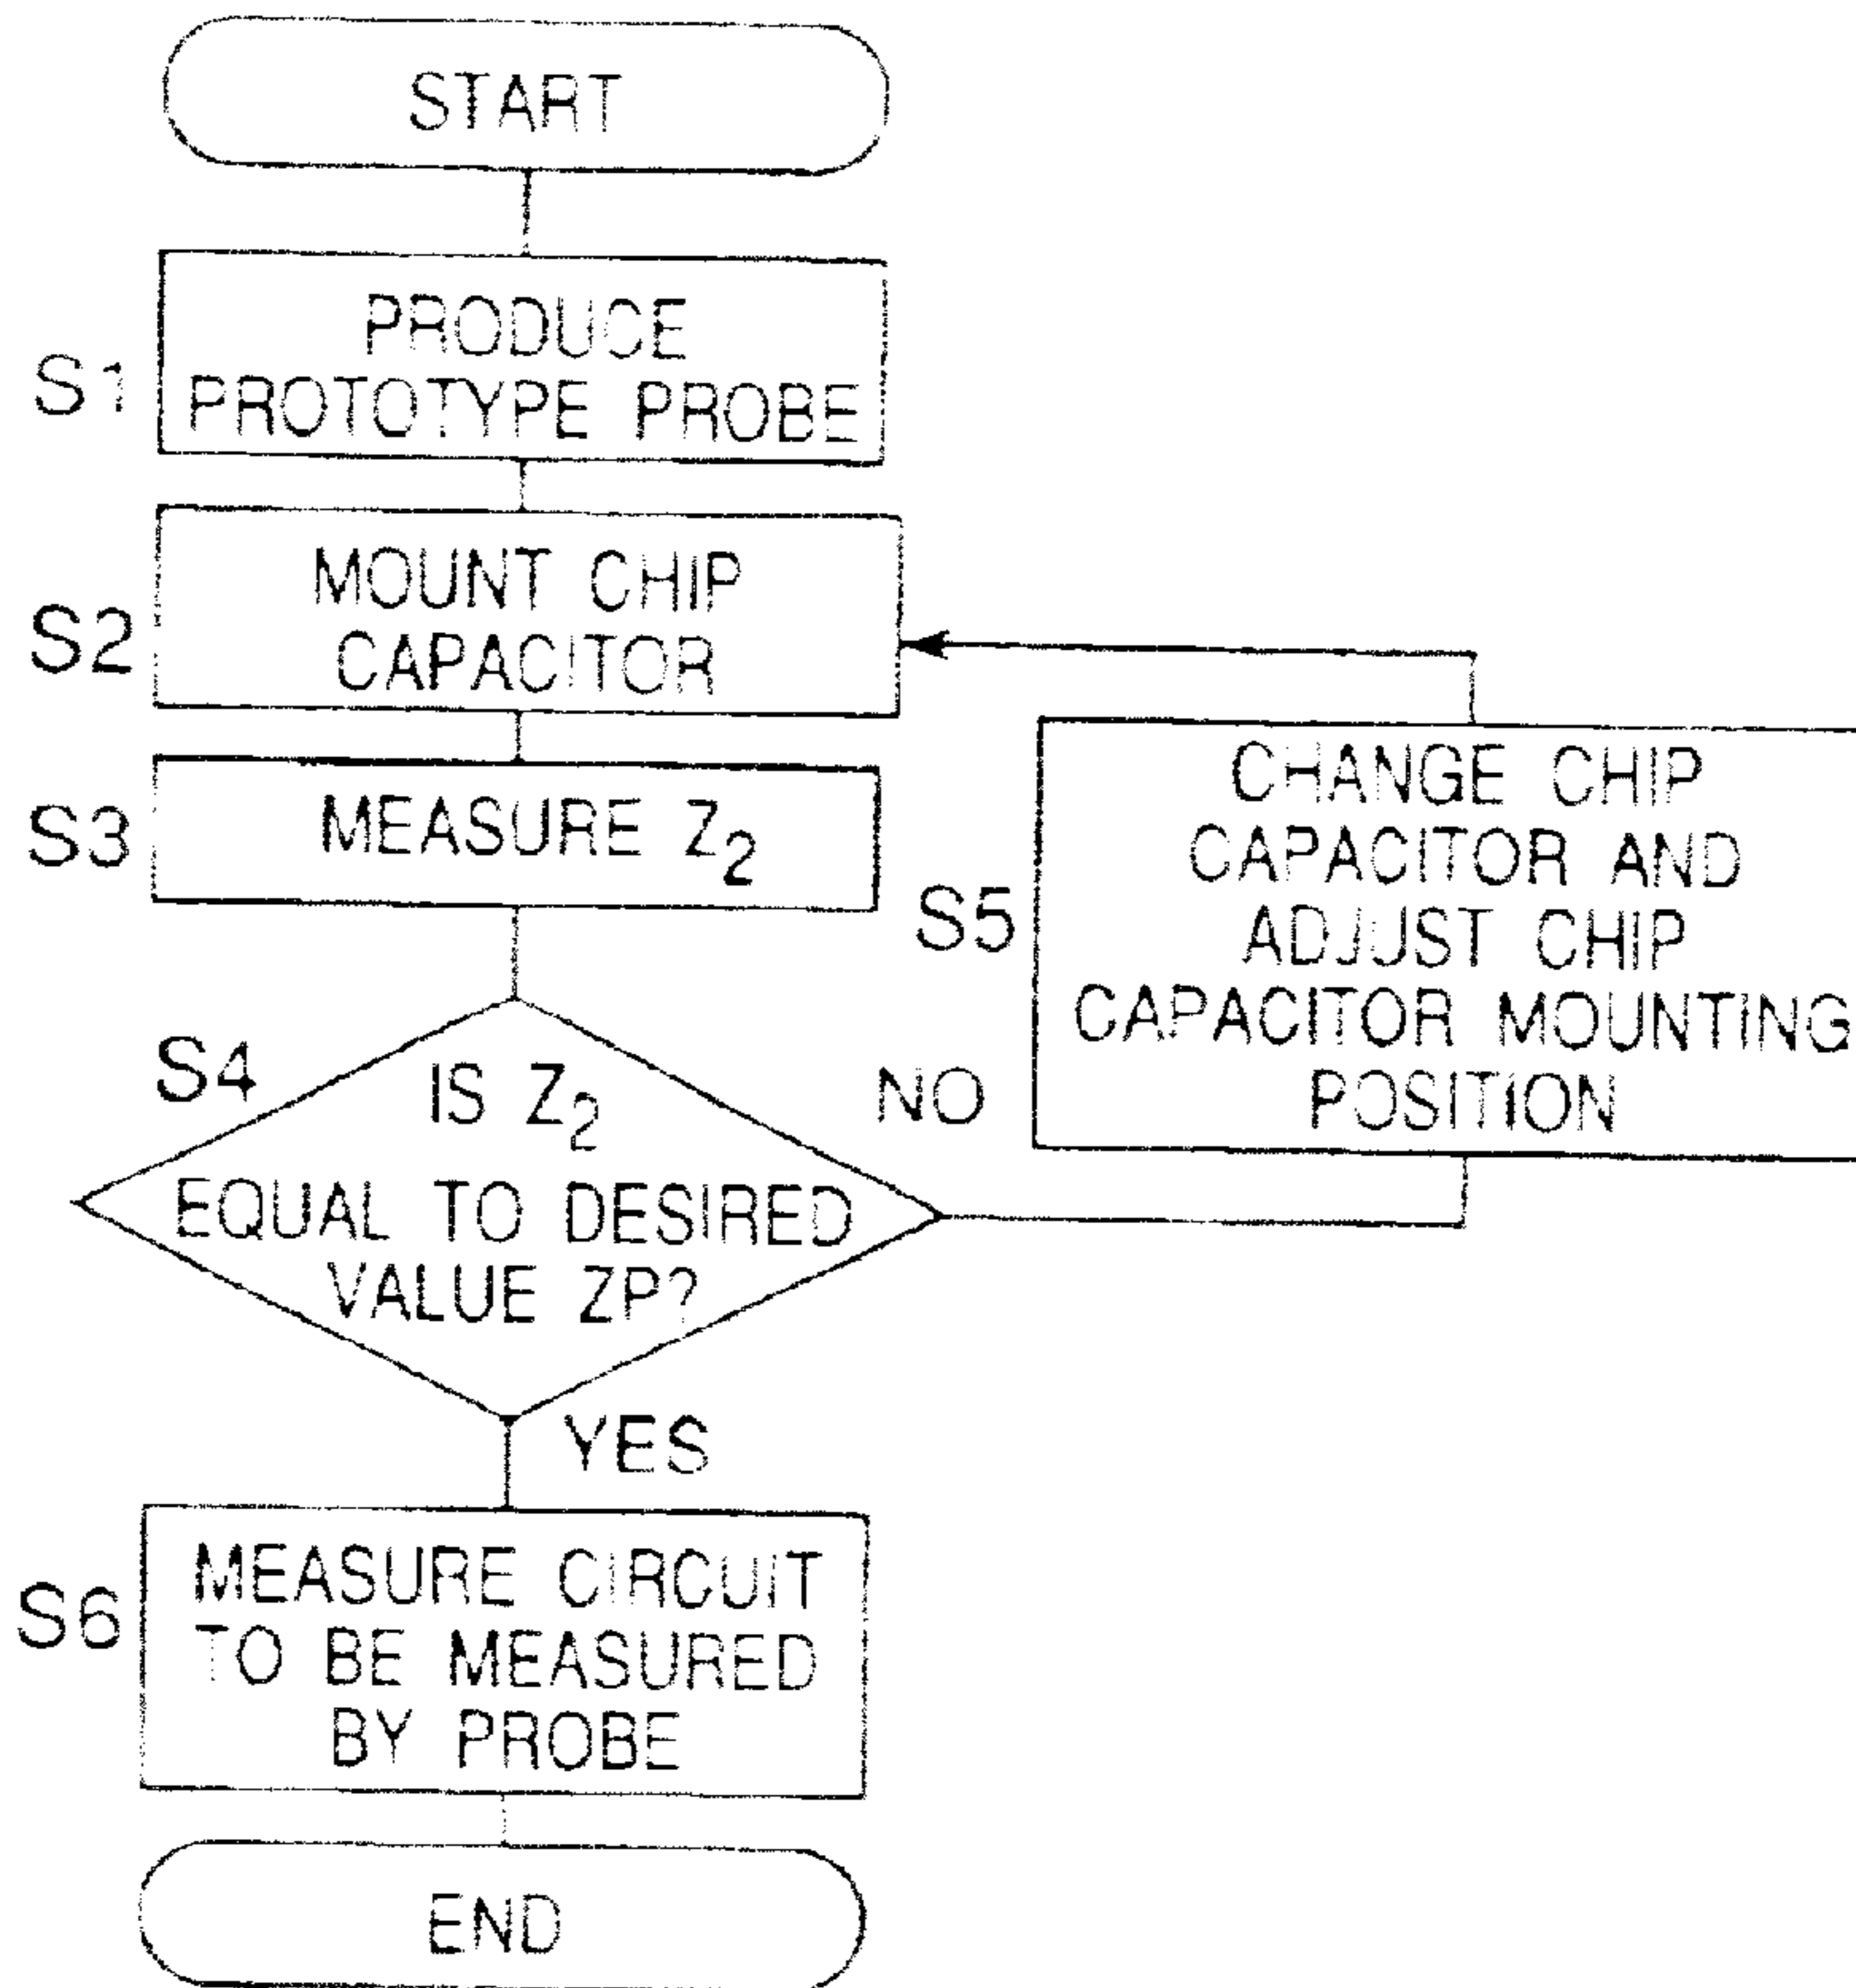 START
S1
PRODUCE
PROTOTYPE PROBE
S2
MOUNT CHIP
CAPACITOR
S3
MEASURE Z2
S4
IS Z2
EQUAL TO DESIRED
VALUE ZP?
NO
S5
CHANGE CHIP
CAPACITOR AND
ADJUST CHIP
CAPACITOR MOUNTING
POSITION
YES
S6
MEASURE CIRCUIT
TO BE MEASURED
BY PROBE
END